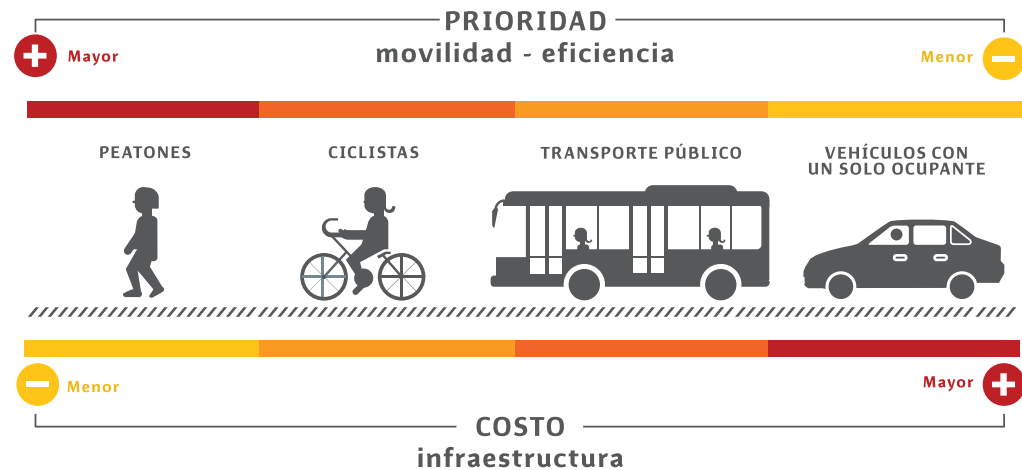 PRIORIDAD
movilidad - eficiencia
Mayor
Menor
PEATONES
CICLISTAS
TRANSPORTE PÚBLICO
VEHÍCULOS CON
UN SOLO OCUPANTE
Menor
Mayor
COSTO
infraestructura